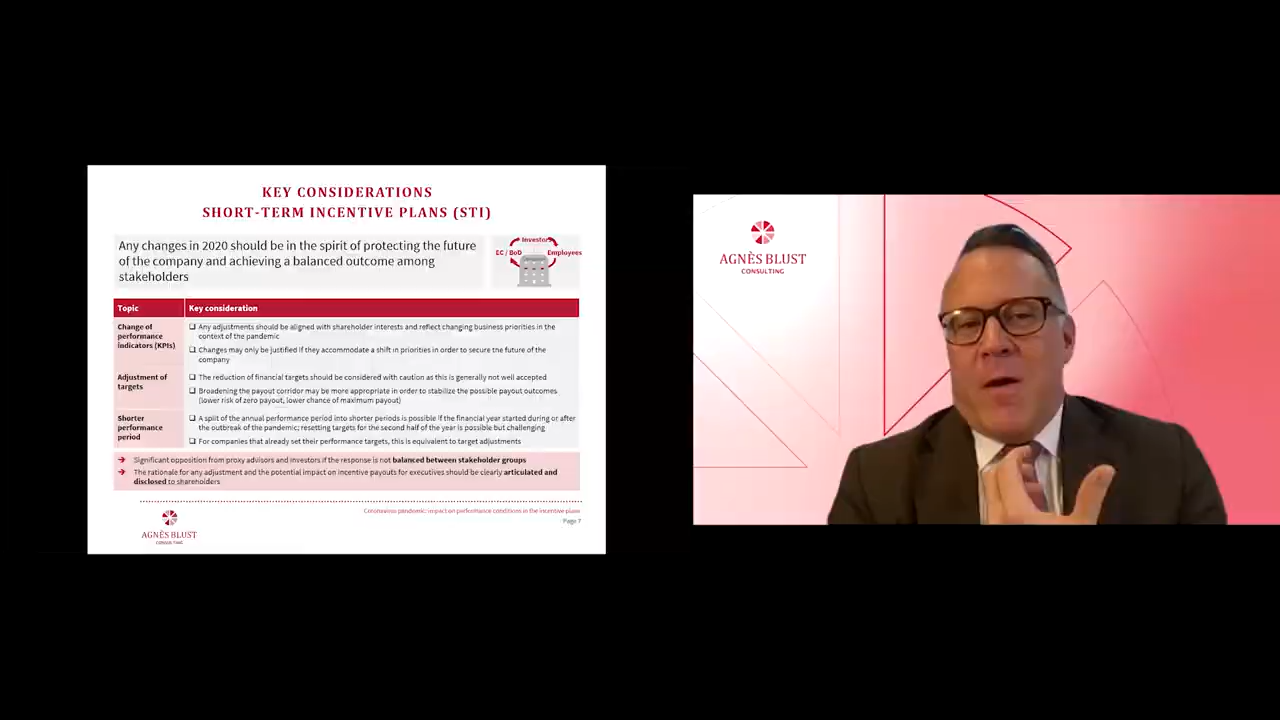 KEY CONSIDERATIONS
SHORT-TERM INCENTIVE PLANS (STI)
Any changes in 2020 should be in the spirit of protecting the future
of the company and achieving a balanced outcome among
stakeholders
Investors
EC / BoD
Employees
Topic
Key consideration
Change of
performance
indicators (KPIs)
Any adjustments should be aligned with shareholder interests and reflect changing business priorities in the
context of the pandemic
Changes may only be justified if they accommodate a shift in priorities in order to secure the future of the
company
Adjustment of
targets
The reduction of financial targets should be considered with caution as this is generally not well accepted
Broadening the payout corridor may be more appropriate in order to stabilize the possible payout outcomes
(lower risk of zero payout, lower chance of maximum payout)
Shorter
performance
period
A split of the annual performance period into shorter periods is possible if the financial year started during or after
the outbreak of the pandemic; resetting targets for the second half of the year is possible but challenging
For companies that already set their performance targets, this is equivalent to target adjustments
Significant opposition from proxy advisors and investors if the response is not balanced between stakeholder groups
The rationale for any adjustment and the potential impact on incentive payouts for executives should be clearly articulated and
disclosed to shareholders
Coronavirus pandemic: impact on performance conditions in the incentive plans
Page 7
AGNÈS BLUST
CONSULTING
AGNÈS BLUST
CONSULTING